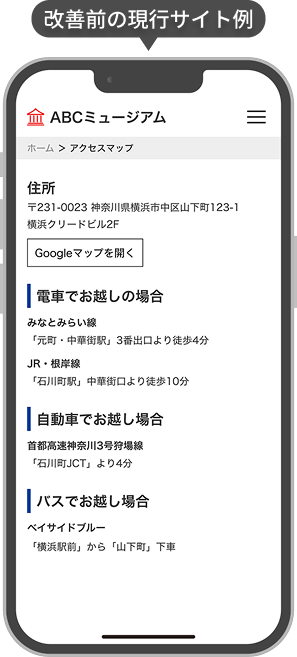 改善前の現行サイト例
ABCミュージアム
ホーム > アクセスマップ
住所
〒231-0023 神奈川県横浜市中区山下町123-1
横浜クリードビル2F
Googleマップを開く
電車でお越しの場合
みなとみらい線
「元町・中華街駅」3番出口より徒歩4分
JR・根岸線
「石川町駅」中華街口より徒歩10分
自動車でお越し場合
首都高速神奈川3号狩場線
「石川町JCT」より4分
バスでお越し場合
ベイサイドブルー
「横浜駅前」から「山下町」下車